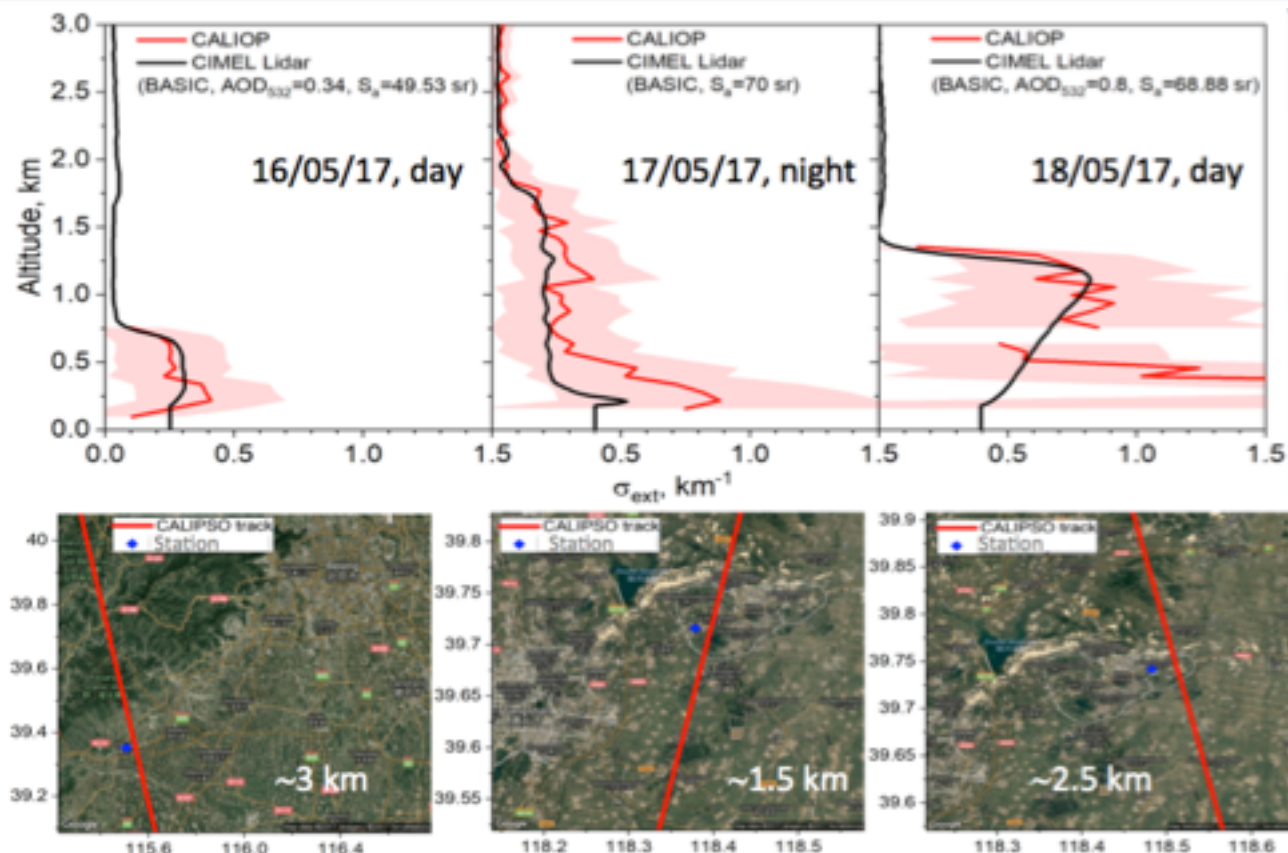 3.0
2.5
2.0
1.5
1.0
0.5
0.0
Altitude, km
CALIOP
CIMEL Lidar
(BASIC, AOD₅₃₂=0.34, Sₐ=49.53 sr)
16/05/17, day
CALIOP
CIMEL Lidar
(BASIC, Sₐ=70 sr)
17/05/17, night
CALIOP
CIMEL Lidar
(BASIC, AOD₅₃₂=0.8, Sₐ=68.88 sr)
18/05/17, day
0.0 0.5 1.0 1.5 0.5 1.0 1.5 0.5 1.0 1.5
σext, km⁻¹
CALIPSO track
Station
40
39.8
39.6
39.4
39.2
~3 km
115.6 116.0 116.4
CALIPSO track
Station
39.8
39.75
39.7
39.65
39.6
39.55
~1.5 km
118.2 118.3 118.4 118.5
CALIPSO track
Station
39.9
39.85
39.8
39.75
39.7
39.65
39.6
~2.5 km
118.3 118.4 118.5 118.6